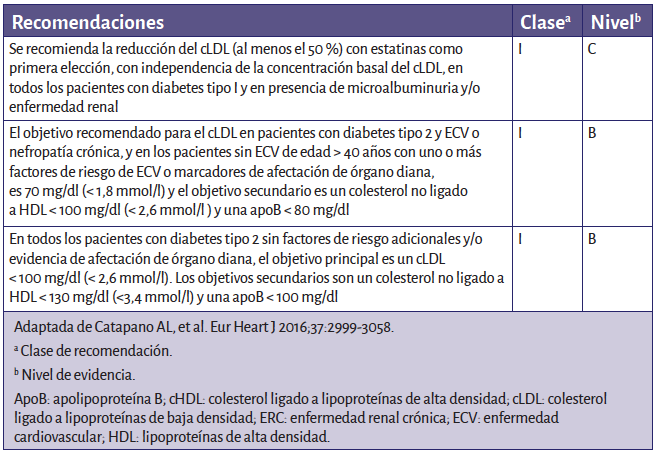 Recomendaciones Claseª Nivelᵇ
Se recomienda la reducción del cLDL (al menos el 50 %) con estatinas como I C
primera elección, con independencia de la concentración basal del cLDL, en
todos los pacientes con diabetes tipo I y en presencia de microalbuminuria y/o
enfermedad renal
El objetivo recomendado para el cLDL en pacientes con diabetes tipo 2 y ECV o I B
nefropatía crónica, y en los pacientes sin ECV de edad > 40 años con uno o más
factores de riesgo de ECV o marcadores de afectación de órgano diana,
es 70 mg/dl (< 1,8 mmol/l) y el objetivo secundario es un colesterol no ligado
a HDL < 100 mg/dl (< 2,6 mmol/l ) y una apoB < 80 mg/dl
En todos los pacientes con diabetes tipo 2 sin factores de riesgo adicionales y/o I B
evidencia de afectación de órgano diana, el objetivo principal es un cLDL
< 100 mg/dl (< 2,6 mmol/l). Los objetivos secundarios son un colesterol no ligado a
HDL < 130 mg/dl (<3,4 mmol/l) y una apoB < 100 mg/dl
Adaptada de Catapano AL, et al. Eur Heart J 2016;37:2999-3058.
ª Clase de recomendación.
ᵇ Nivel de evidencia.
ApoB: apolipoproteína B; cHDL: colesterol ligado a lipoproteínas de alta densidad; cLDL: colesterol
ligado a lipoproteínas de baja densidad; ERC: enfermedad renal crónica; ECV: enfermedad
cardiovascular; HDL: lipoproteínas de alta densidad.